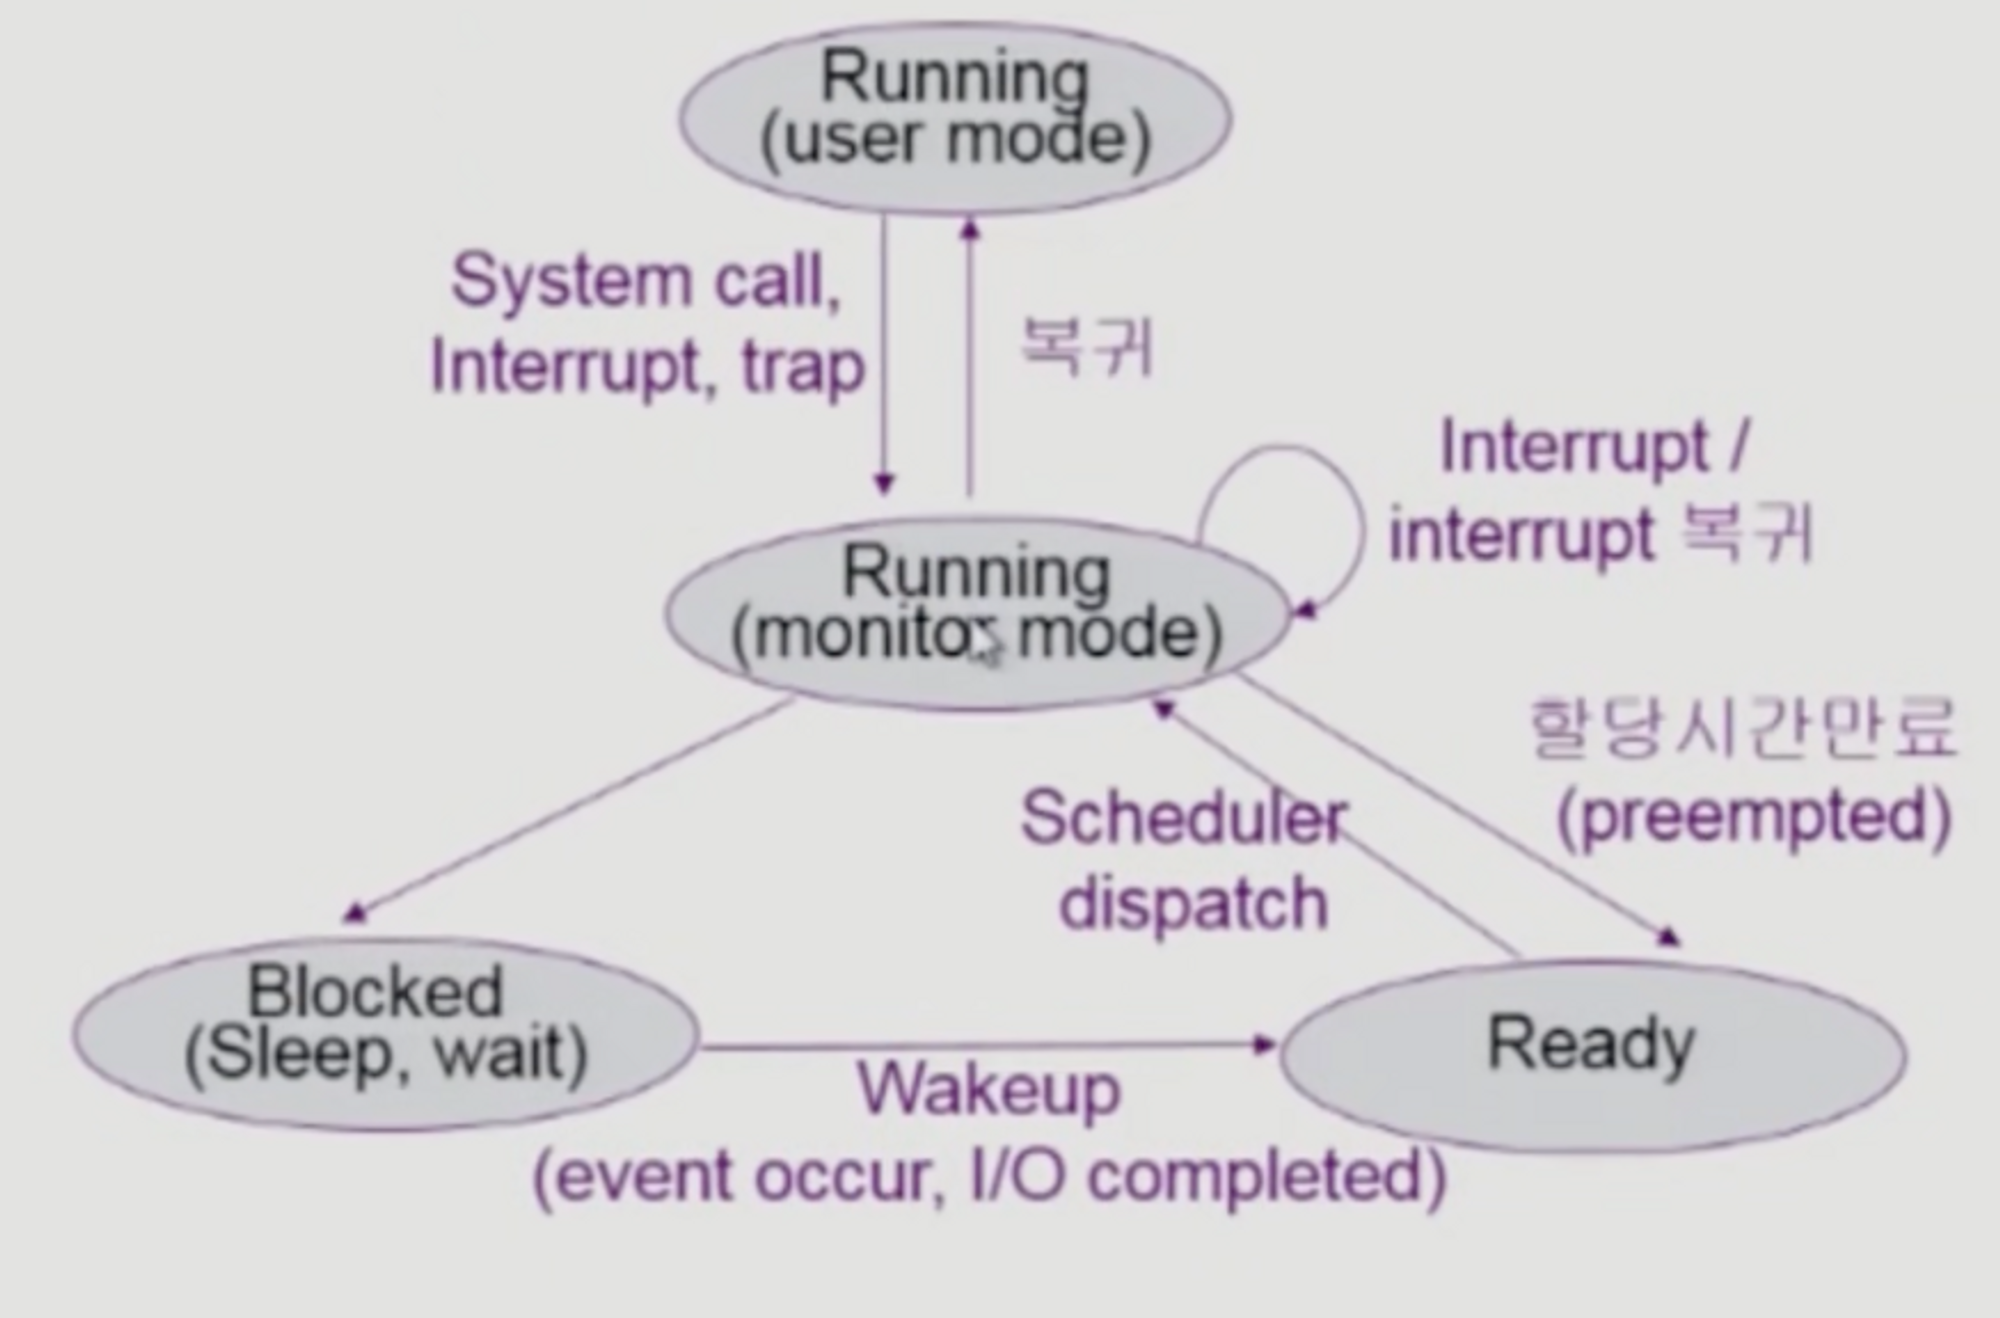 Running
(user mode)
System call,
Interrupt, trap
복귀
Interrupt /
interrupt 복귀
Running
(monitor mode)
할당시간만료
(preempted)
Scheduler
dispatch
Blocked
(Sleep, wait)
Ready
Wakeup
(event occur, I/O completed)